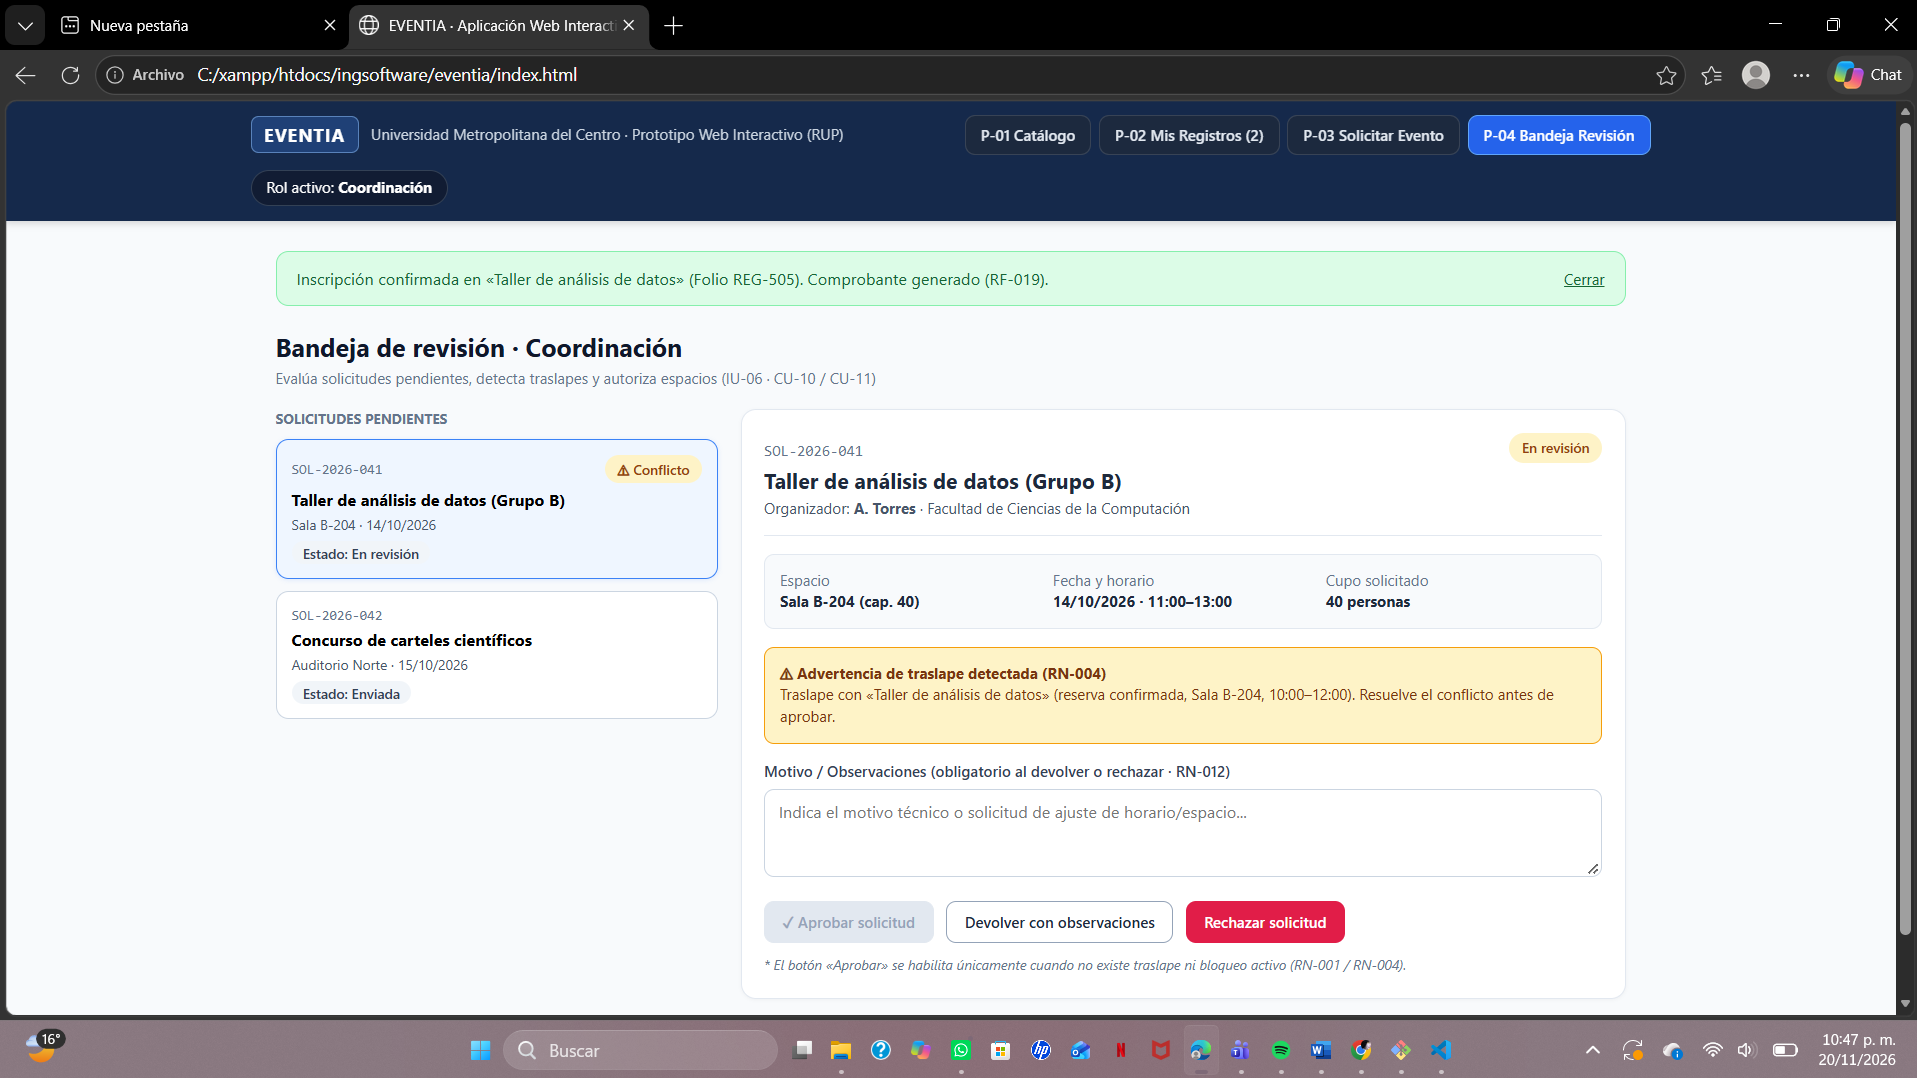 Nueva pestaña
EVENTIA · Aplicación Web Interacti
Archivo C:/xampp/htdocs/ingsoftware/eventia/index.html
Chat
EVENTIA
Universidad Metropolitana del Centro · Prototipo Web Interactivo (RUP)
P-01 Catálogo
P-02 Mis Registros (2)
P-03 Solicitar Evento
P-04 Bandeja Revisión
Rol activo: Coordinación
Inscripción confirmada en «Taller de análisis de datos» (Folio REG-505). Comprobante generado (RF-019).
Cerrar
Bandeja de revisión · Coordinación
Evalúa solicitudes pendientes, detecta traslapes y autoriza espacios (IU-06 · CU-10 / CU-11)
SOLICITUDES PENDIENTES
SOL-2026-041
⚠ Conflicto
Taller de análisis de datos (Grupo B)
Sala B-204 · 14/10/2026
Estado: En revisión
SOL-2026-042
Concurso de carteles científicos
Auditorio Norte · 15/10/2026
Estado: Enviada
SOL-2026-041
En revisión
Taller de análisis de datos (Grupo B)
Organizador: A. Torres · Facultad de Ciencias de la Computación
Espacio
Sala B-204 (cap. 40)
Fecha y horario
14/10/2026 · 11:00–13:00
Cupo solicitado
40 personas
⚠ Advertencia de traslape detectada (RN-004)
Traslape con «Taller de análisis de datos» (reserva confirmada, Sala B-204, 10:00–12:00). Resuelve el conflicto antes de
aprobar.
Motivo / Observaciones (obligatorio al devolver o rechazar · RN-012)
Indica el motivo técnico o solicitud de ajuste de horario/espacio...
✓ Aprobar solicitud
Devolver con observaciones
Rechazar solicitud
* El botón «Aprobar» se habilita únicamente cuando no existe traslape ni bloqueo activo (RN-001 / RN-004).
16°
Buscar
10:47 p. m.
20/11/2026